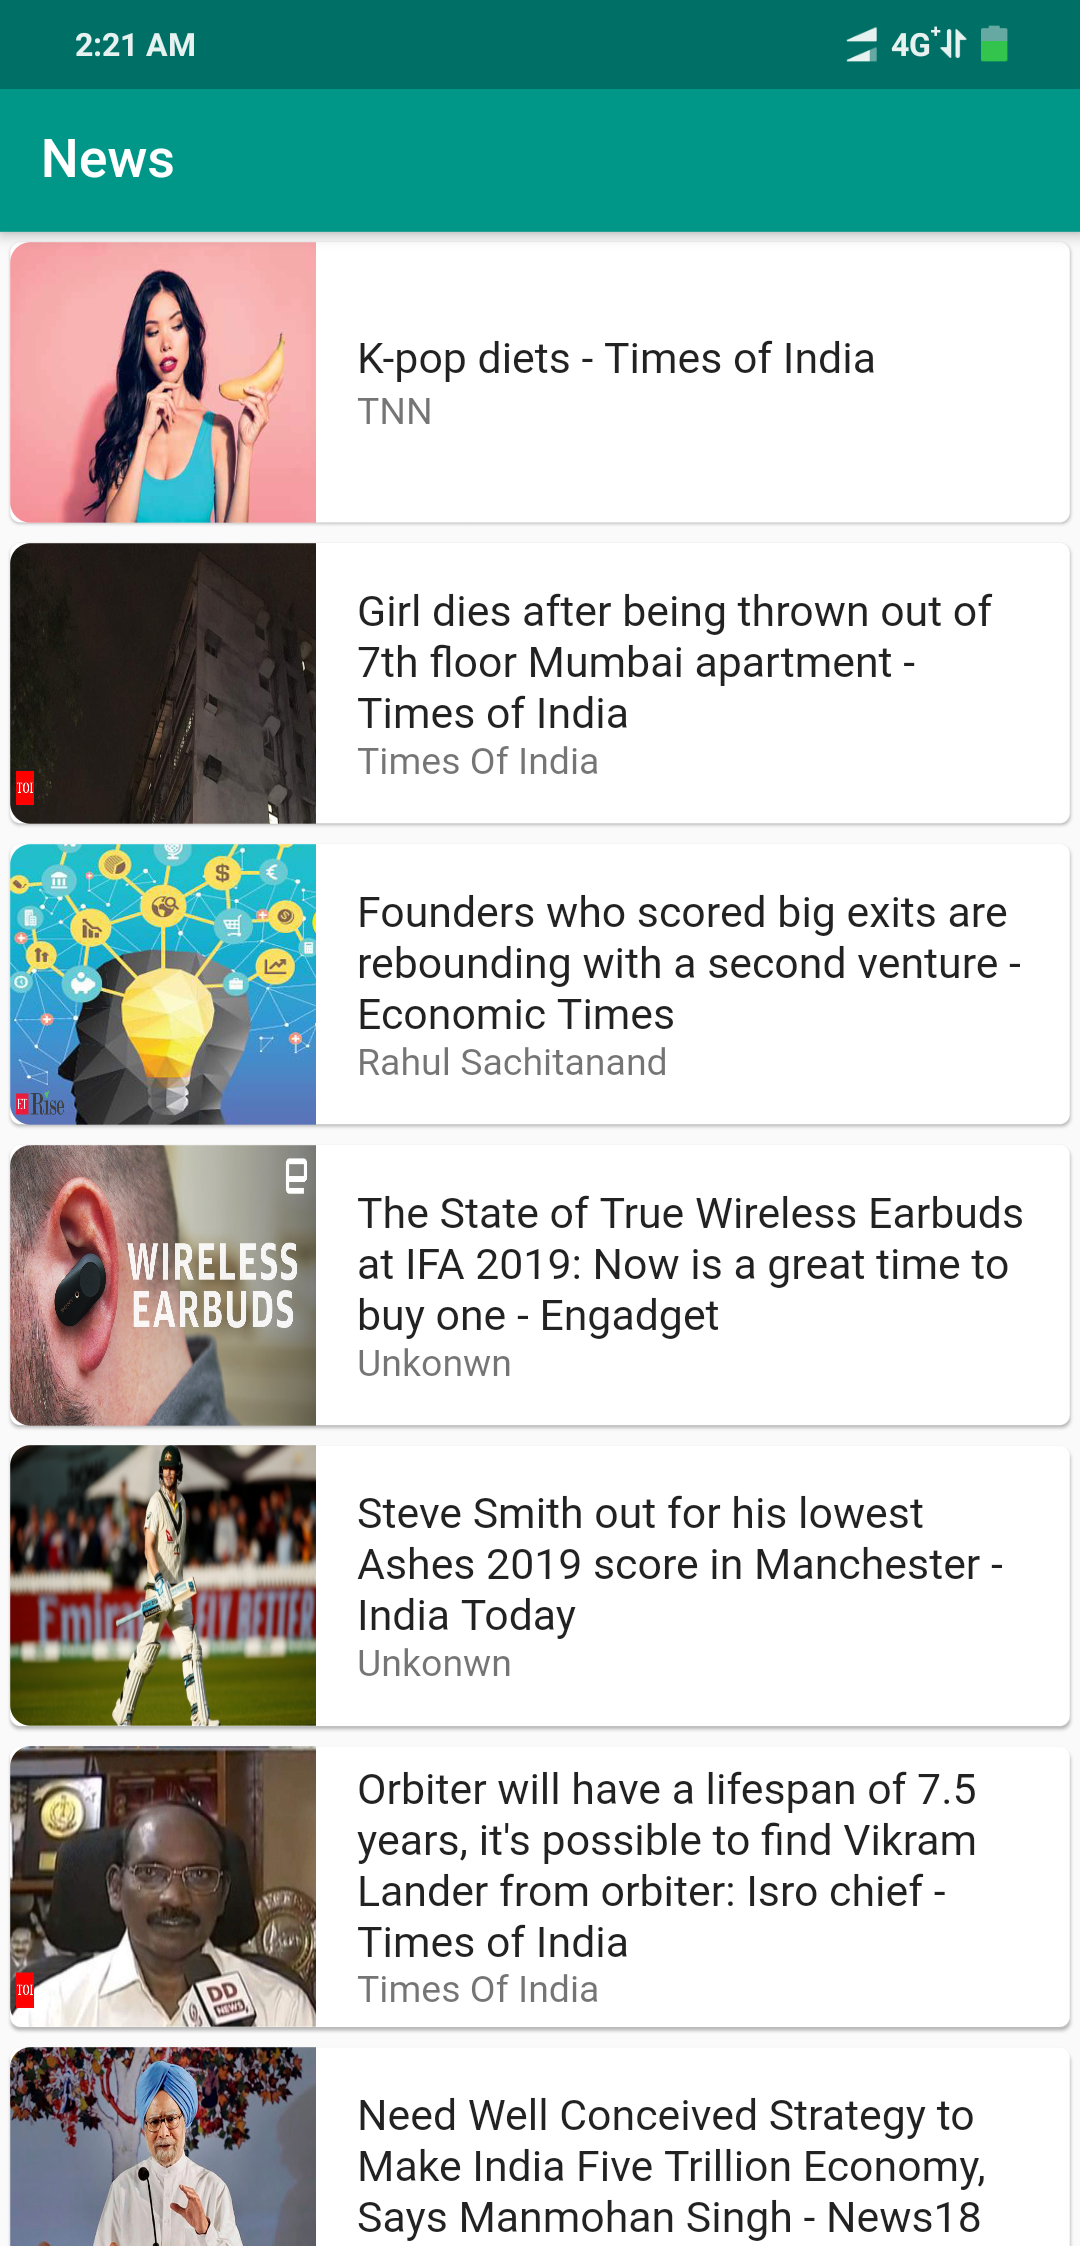 2:21 AM
4G+
News
K-pop diets - Times of India
TNN
Girl dies after being thrown out of
7th floor Mumbai apartment -
Times of India
Times Of India
TOI
Founders who scored big exits are
rebounding with a second venture -
Economic Times
Rahul Sachitanand
ET Rise
The State of True Wireless Earbuds
at IFA 2019: Now is a great time to
buy one - Engadget
Unkonwn
WIRELESS
EARBUDS
Steve Smith out for his lowest
Ashes 2019 score in Manchester -
India Today
Unkonwn
FLY BETTER
Orbiter will have a lifespan of 7.5
years, it's possible to find Vikram
Lander from orbiter: Isro chief -
Times of India
Times Of India
TOI
DD
NEWS
Need Well Conceived Strategy to
Make India Five Trillion Economy,
Says Manmohan Singh - News18